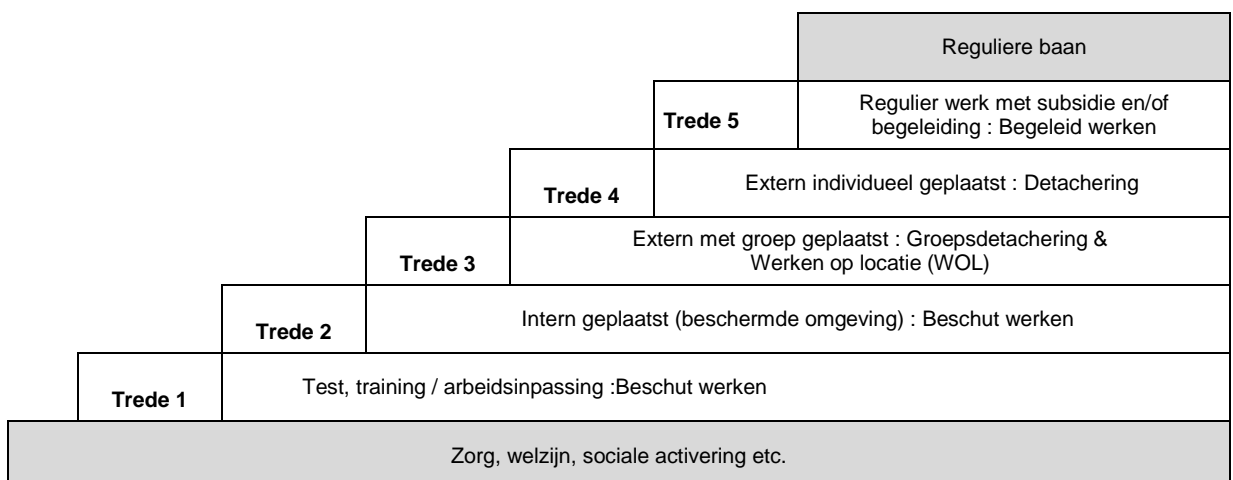 Reguliere baan
Trede 5
Regulier werk met subsidie en/of
begeleiding : Begeleid werken
Trede 4
Extern individueel geplaatst : Detachering
Trede 3
Extern met groep geplaatst : Groepsdetachering &
Werken op locatie (WOL)
Trede 2
Intern geplaatst (beschermde omgeving) : Beschut werken
Trede 1
Test, training / arbeidsinpassing :Beschut werken
Zorg, welzijn, sociale activering etc.